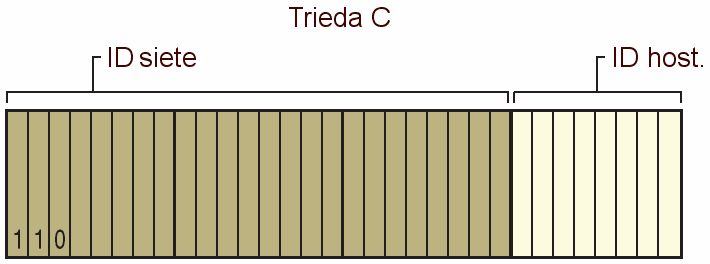 Trieda C
ID siete
ID host.
1 1 0